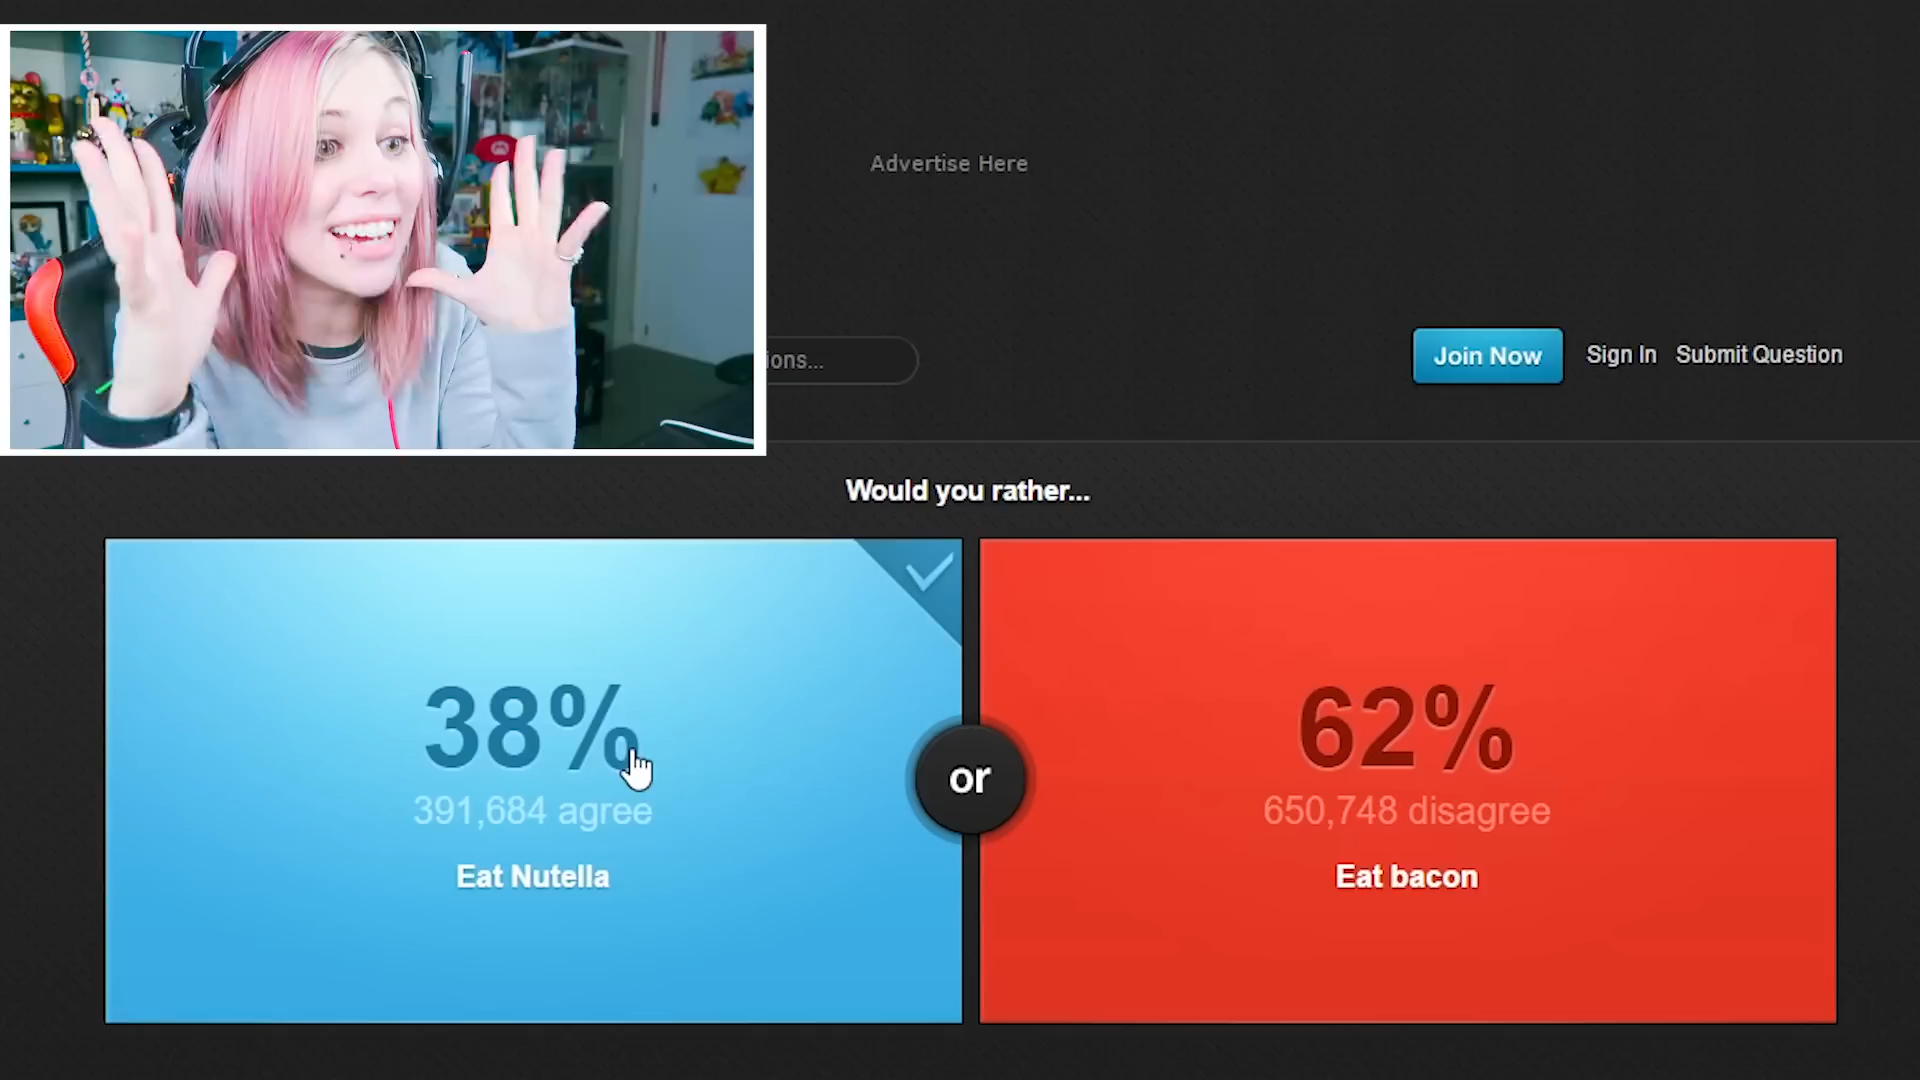 Advertise Here
ions...
Join Now
Sign In
Submit Question
Would you rather...
38%
391,684 agree
Eat Nutella
or
62%
650,748 disagree
Eat bacon